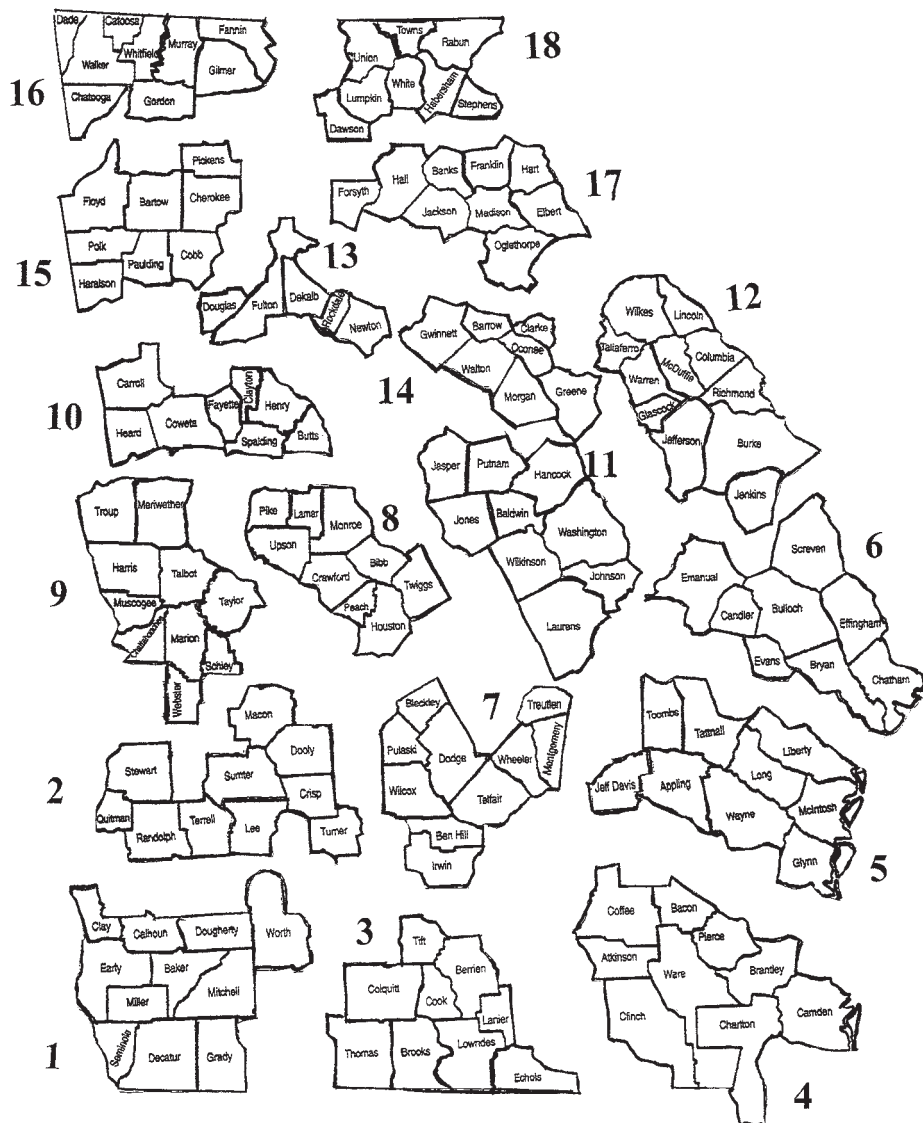 Dade
Catoosa
Whitfield
Murray
Fannin
Walker
Gilmer
Chatooga
Gordon
16
Towns
Rabun
Union
White
Habersham
Lumpkin
Stephens
Dawson
18
Pickens
Floyd
Bartow
Cherokee
Polk
Paulding
Cobb
Haralson
15
Forsyth
Hall
Banks
Franklin
Hart
Jackson
Madison
Elbert
Oglethorpe
17
13
Douglas
Fulton
Dekalb
Rockdale
Newton
Gwinnett
Barrow
Clarke
Oconee
Walton
Morgan
Greene
14
12
Wilkes
Lincoln
Taliaferro
McDuffie
Columbia
Warren
Richmond
Glascock
Jefferson
Burke
Jenkins
Carroll
Heard
Coweta
Fayette
Clayton
Henry
Spalding
Butts
10
Jasper
Putnam
Hancock
11
Jones
Baldwin
Washington
Wilkinson
Johnson
Laurens
Troup
Meriwether
Harris
Talbot
Muscogee
Taylor
Chattahoochee
Marion
Schley
Webster
9
Pike
Lamar
Monroe
8
Upson
Bibb
Crawford
Twiggs
Peach
Houston
6
Screven
Emanual
Candler
Bulloch
Effingham
Evans
Bryan
Chatham
Macon
Dooly
Stewart
Sumter
Crisp
Quitman
Randolph
Terrell
Lee
Turner
2
Bleckley
7
Treutlen
Pulaski
Dodge
Wheeler
Montgomery
Wilcox
Telfair
Ben Hill
Irwin
Toombs
Tattnall
Liberty
Jeff Davis
Appling
Long
Wayne
McIntosh
Glynn
5
Clay
Calhoun
Dougherty
Worth
Early
Baker
Miller
Mitchell
Seminole
Decatur
Grady
1
3
Tift
Berrien
Colquitt
Cook
Lanier
Thomas
Brooks
Lowndes
Echols
Coffee
Bacon
Pierce
Atkinson
Ware
Brantley
Clinch
Charlton
Camden
4